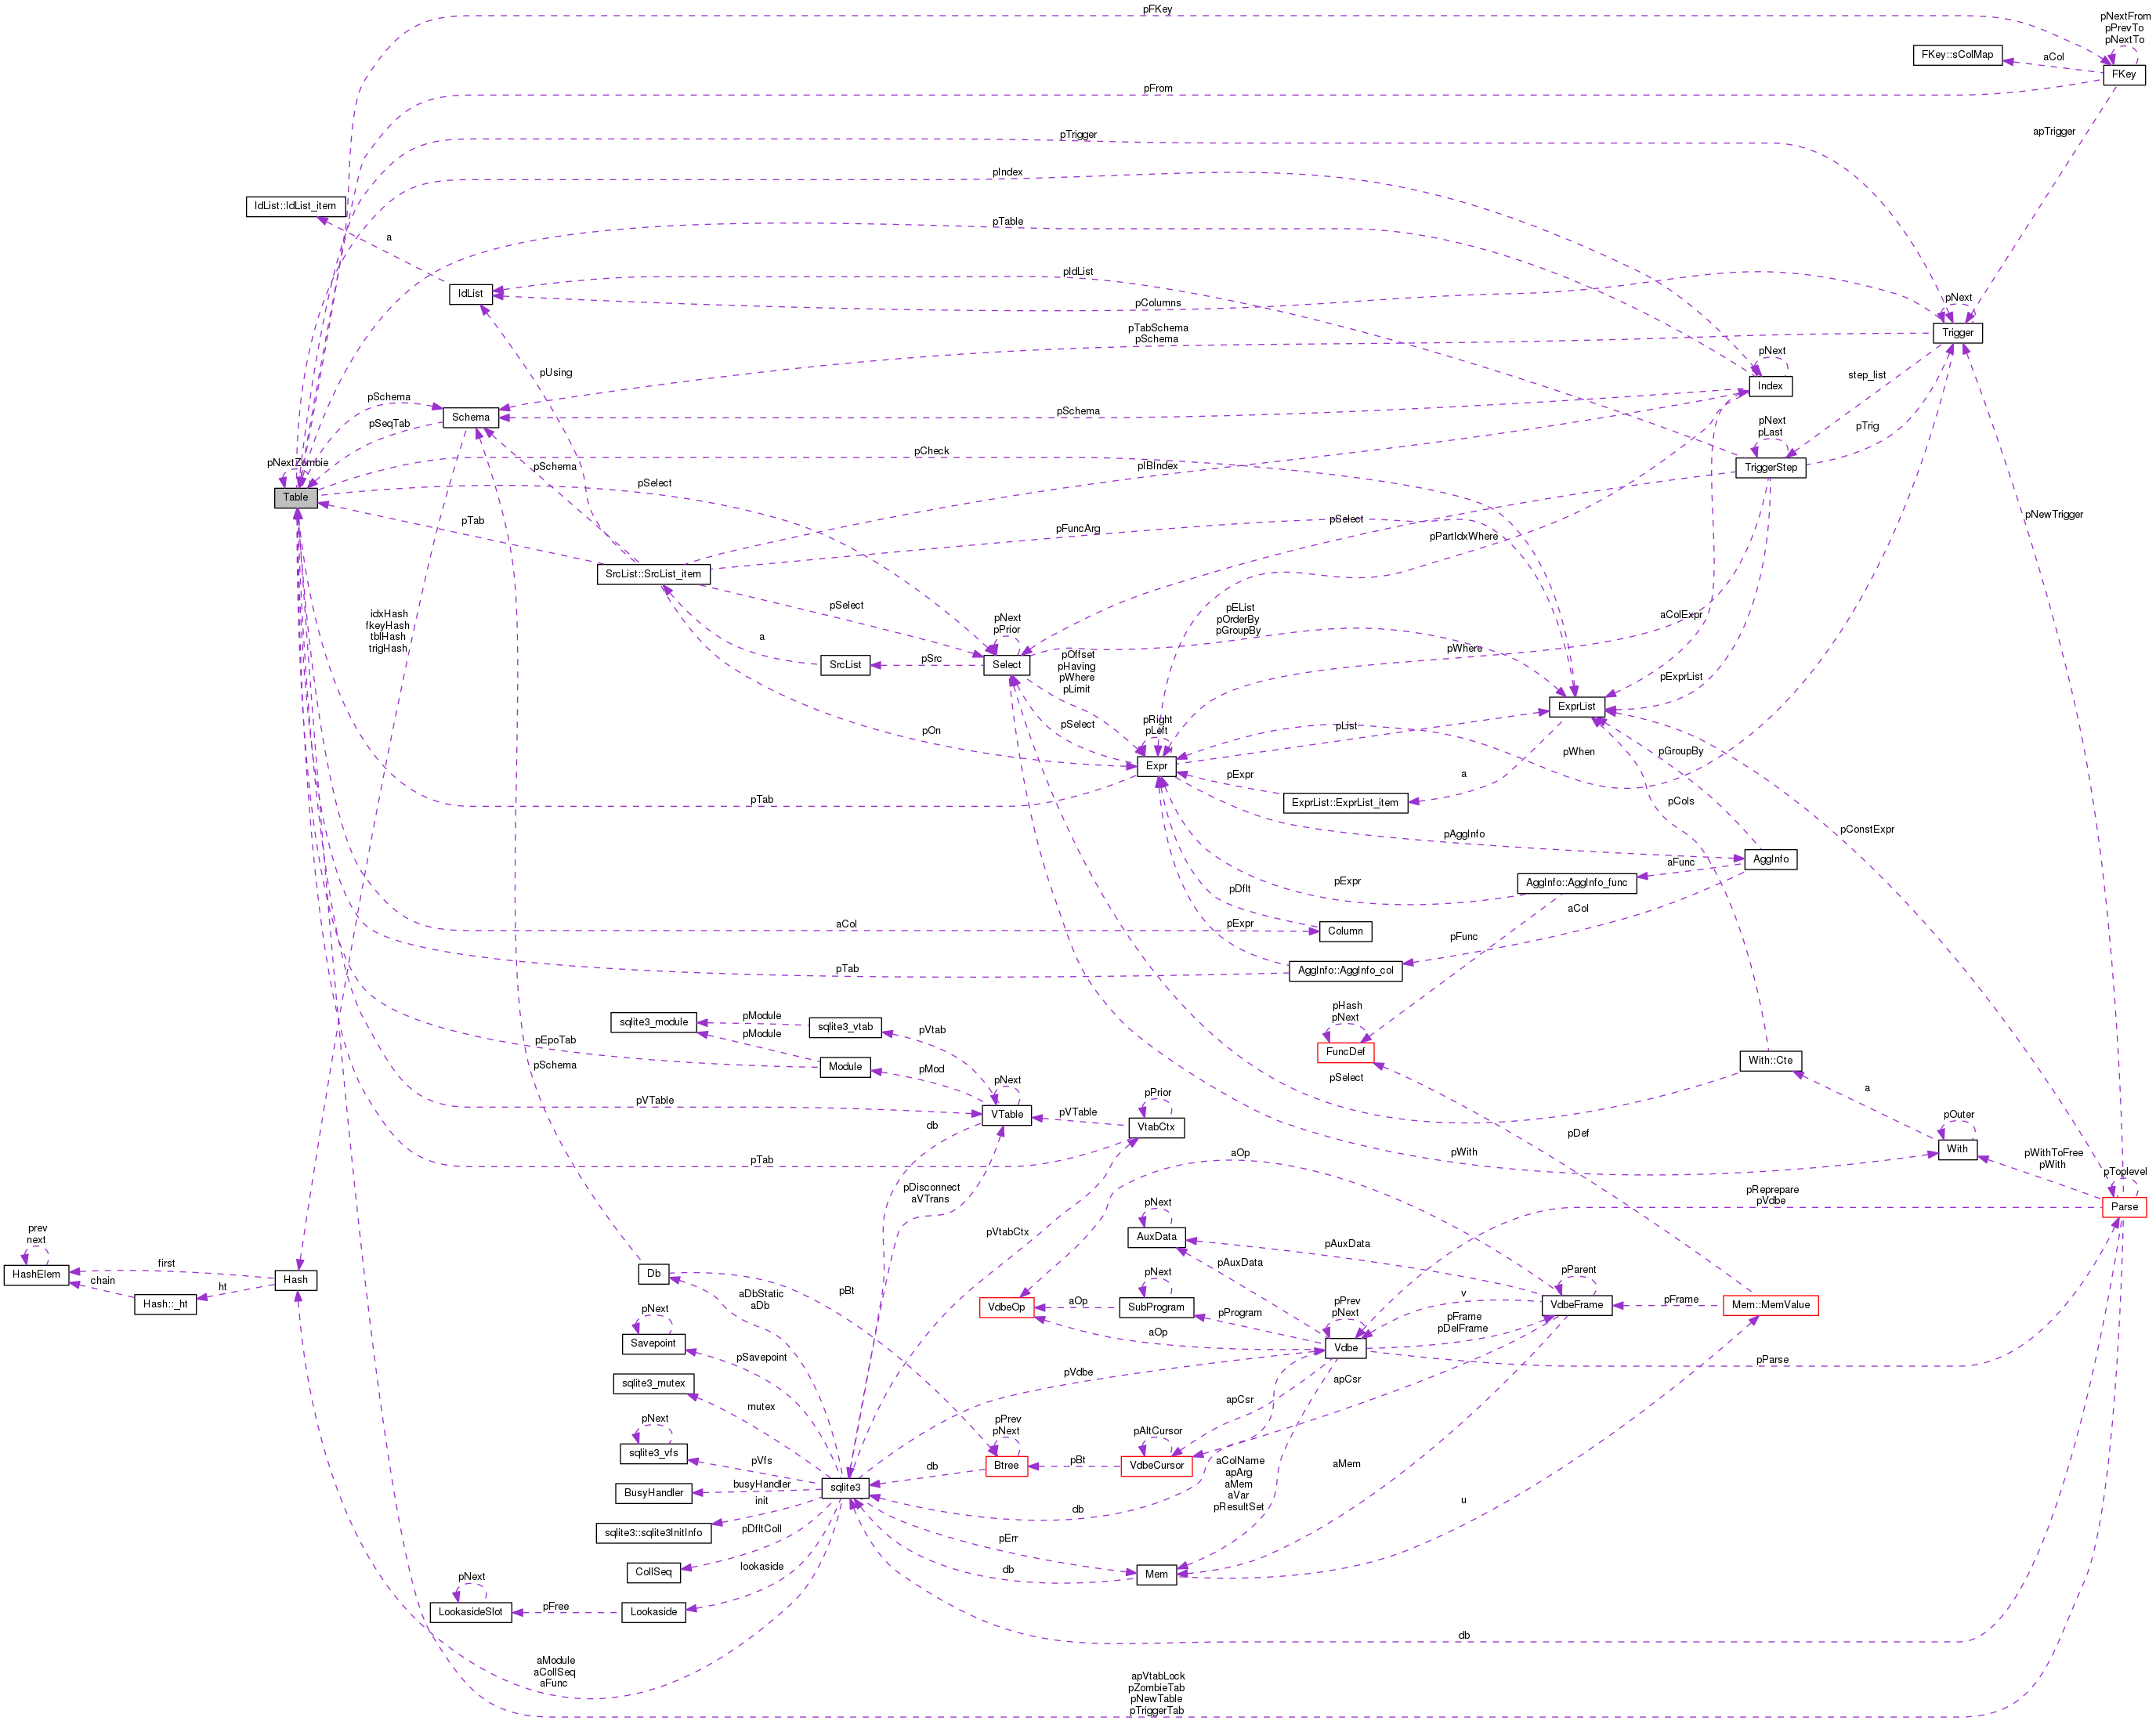 pFKey
pNextFrom
pPrevTo
pNextTo
FKey::sColMap
aCol
FKey
pFrom
pTrigger
apTrigger
pIndex
IdList::IdList_item
pTable
a
pIdList
IdList
pColumns
pNext
pTabSchema
pSchema
Trigger
pNext
pUsing
step_list
Index
pSchema
pSchema
Schema
pSeqTab
pNext
pLast
pTrig
pCheck
pNextZombie
pSchema
pIBIndex
TriggerStep
pSelect
Table
pTab
pFuncArg
pSelect
pNewTrigger
pPartIdxWhere
SrcList::SrcList_item
pSelect
idxHash
fkeyHash
tblHash
trigHash
pEList
pOrderBy
pGroupBy
aColExpr
pNext
pPrior
a
SrcList
pSrc
Select
pOffset
pHaving
pWhere
pLimit
pWhere
pExprList
ExprList
pOn
pSelect
pRight
pLeft
pList
pWhen
pGroupBy
Expr
a
pExpr
ExprList::ExprList_item
pTab
pCols
pAggInfo
pConstExpr
AggInfo
aFunc
pExpr
AggInfo::AggInfo_func
pDflt
aCol
aCol
pExpr
Column
pFunc
pTab
AggInfo::AggInfo_col
pHash
pNext
sqlite3_module
pModule
sqlite3_vtab
pVtab
pEpoTab
pModule
FuncDef
pSchema
Module
pMod
With::Cte
pNext
pSelect
pVTable
pPrior
a
VTable
pVTable
VtabCtx
db
pOuter
pDef
With
pTab
aOp
pWith
pWithToFree
pWith
pDisconnect
aVTrans
pToplevel
pReprepare
pVdbe
Parse
pNext
prev
next
pVtabCtx
AuxData
pAuxData
first
HashElem
pAuxData
Db
pParent
chain
Hash
ht
pNext
pBt
Hash::_ht
aDbStatic
aDb
VdbeOp
aOp
SubProgram
pPrev
pNext
v
VdbeFrame
pFrame
Mem::MemValue
pNext
pProgram
pFrame
pDelFrame
Savepoint
aOp
Vdbe
pSavepoint
pParse
pVdbe
sqlite3_mutex
apCsr
mutex
apCsr
pNext
pPrev
pNext
pAltCursor
sqlite3_vfs
pVfs
db
Btree
pBt
VdbeCursor
aColName
apArg
aMem
aVar
pResultSet
aMem
busyHandler
sqlite3
BusyHandler
init
db
u
sqlite3::sqlite3InitInfo
pDfltColl
pErr
CollSeq
lookaside
db
Mem
pNext
pFree
LookasideSlot
Lookaside
db
aModule
aCollSeq
aFunc
apVtabLock
pZombieTab
pNewTable
pTriggerTab